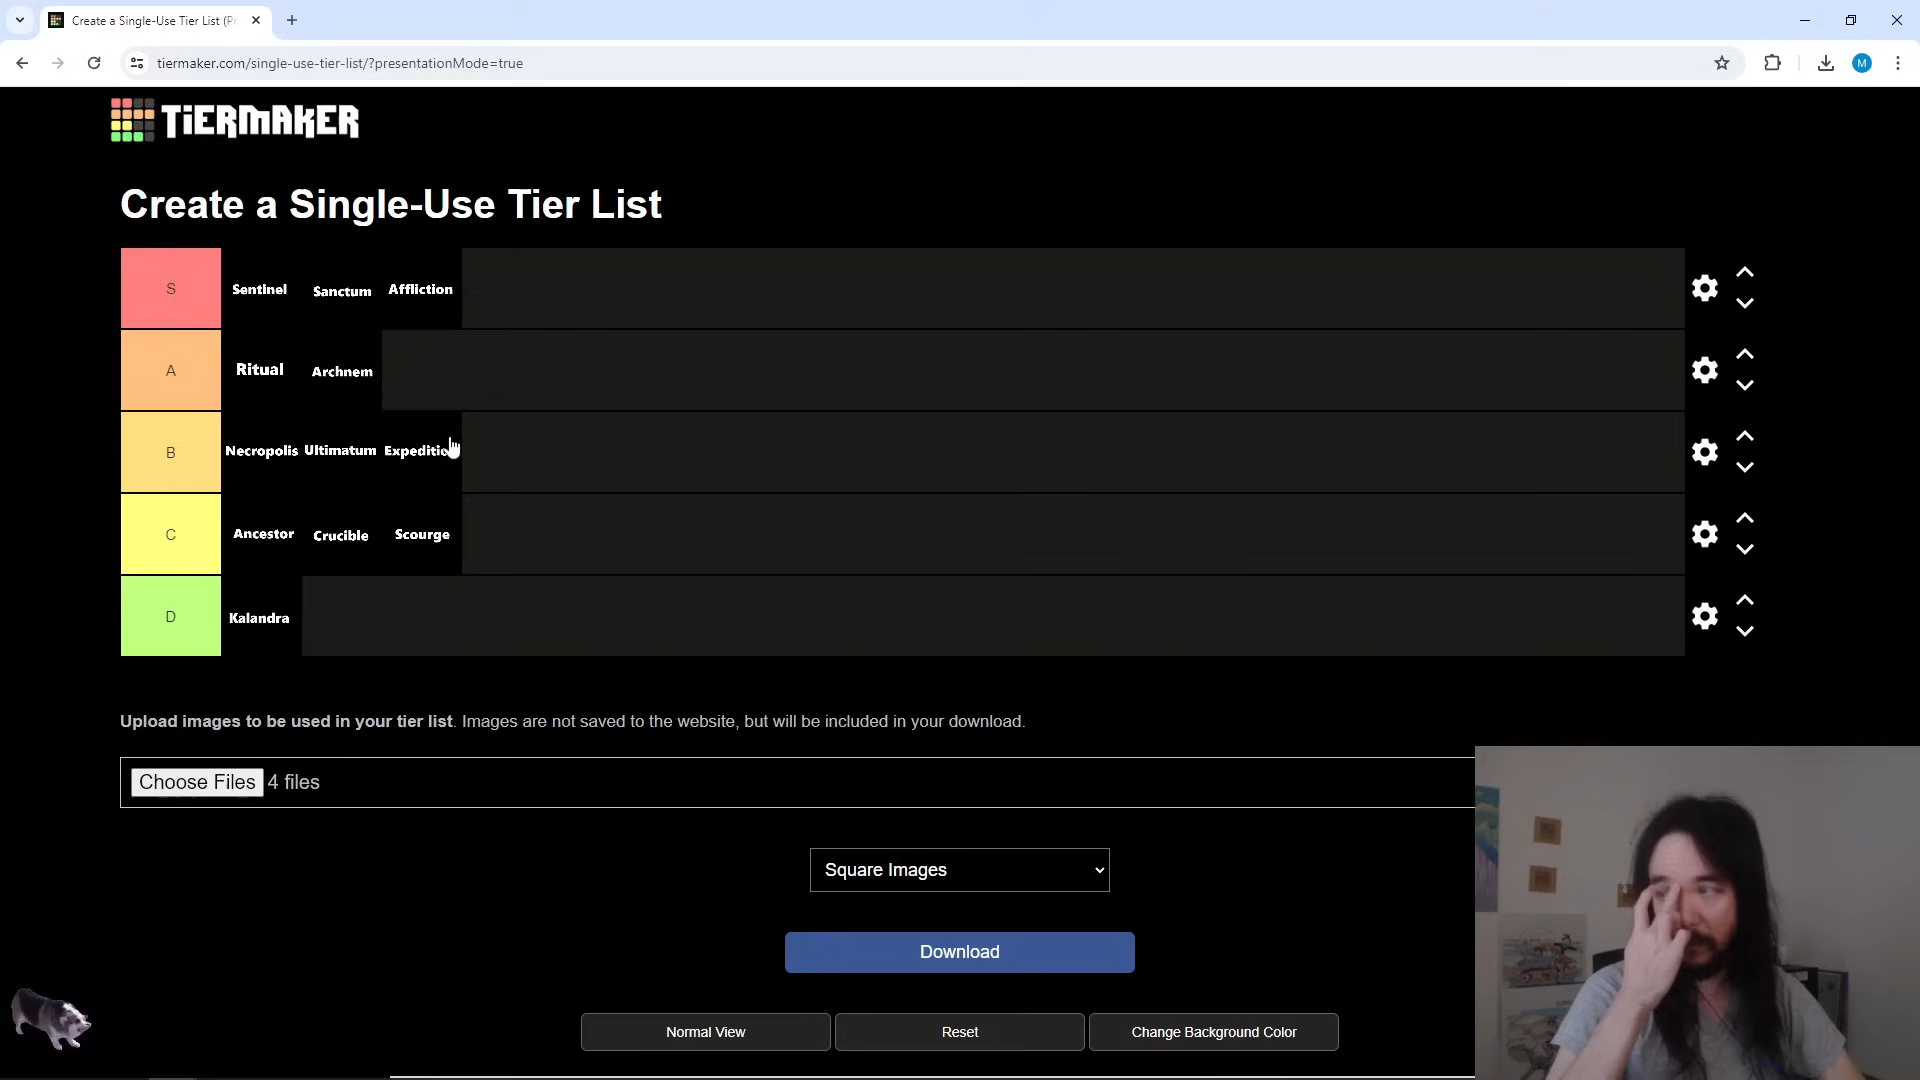 Create a Single-Use Tier List (P
tiermaker.com/single-use-tier-list/?presentationMode=true
M
TiERMAKER
Create a Single-Use Tier List
S Sentinel Sanctum Affliction
A Ritual Archnem
B Necropolis Ultimatum Expeditio
C Ancestor Crucible Scourge
D Kalandra
Upload images to be used in your tier list. Images are not saved to the website, but will be included in your download.
Choose Files 4 files
Square Images
Download
Normal View Reset Change Background Color